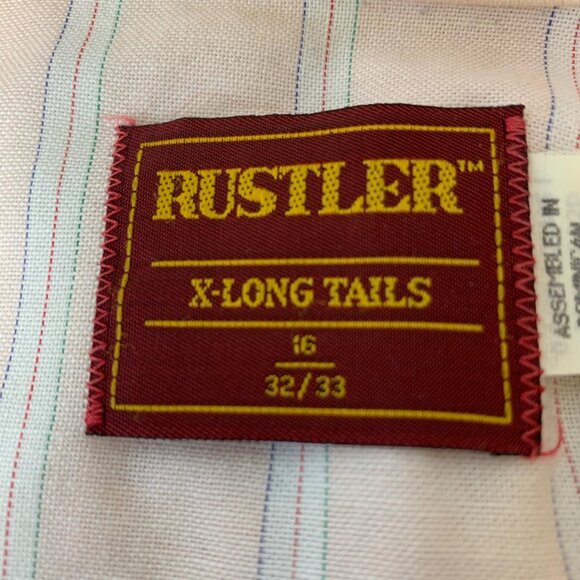 RUSTLER™
X-LONG TAILS
16
32/33
ASSEMBLED IN